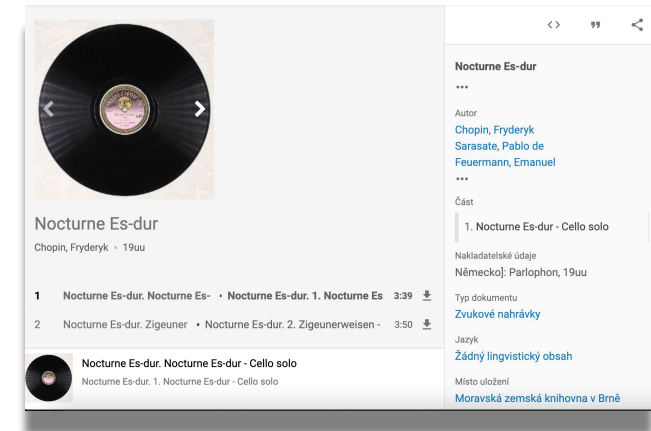 Nocturne Es-dur
Chopin, Fryderyk • 19uu
1 Nocturne Es-dur. Nocturne Es- • Nocturne Es-dur. 1. Nocturne Es 3:39
2 Nocturne Es-dur. Zigeuner • Nocturne Es-dur. 2. Zigeunerweisen - 3:50
Nocturne Es-dur. Nocturne Es-dur - Cello solo
Nocturne Es-dur. 1. Nocturne Es-dur - Cello solo
Nocturne Es-dur
...
Autor
Chopin, Fryderyk
Sarasate, Pablo de
Feuermann, Emanuel
...
Část
1. Nocturne Es-dur - Cello solo
Nakladatelské údaje
Německo]: Parlophon, 19uu
Typ dokumentu
Zvukové nahrávky
Jazyk
Žádný lingvistický obsah
Místo uložení
Moravská zemská knihovna v Brně